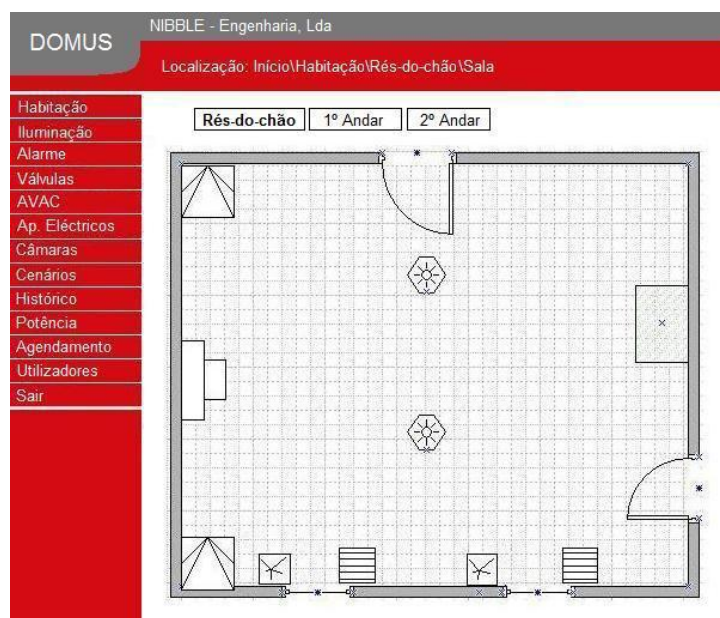 DOMUS
NIBBLE - Engenharia, Lda
Localização: Início\Habitação\Rés-do-chão\Sala
Habitação
Iluminação
Alarme
Válvulas
AVAC
Ap. Eléctricos
Câmaras
Cenários
Histórico
Potência
Agendamento
Utilizadores
Sair
Rés-do-chão 1º Andar 2º Andar